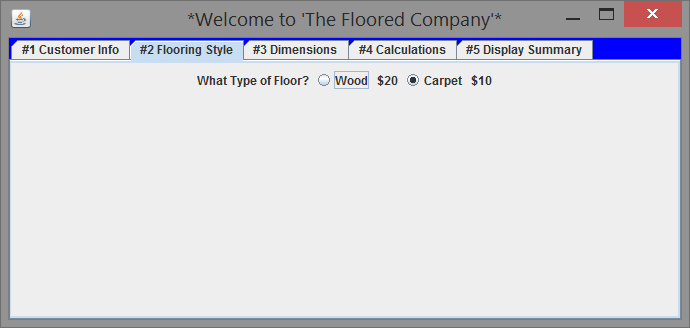 *Welcome to 'The Floored Company'*
#1 Customer Info #2 Flooring Style #3 Dimensions #4 Calculations #5 Display Summary
What Type of Floor? Wood $20 Carpet $10